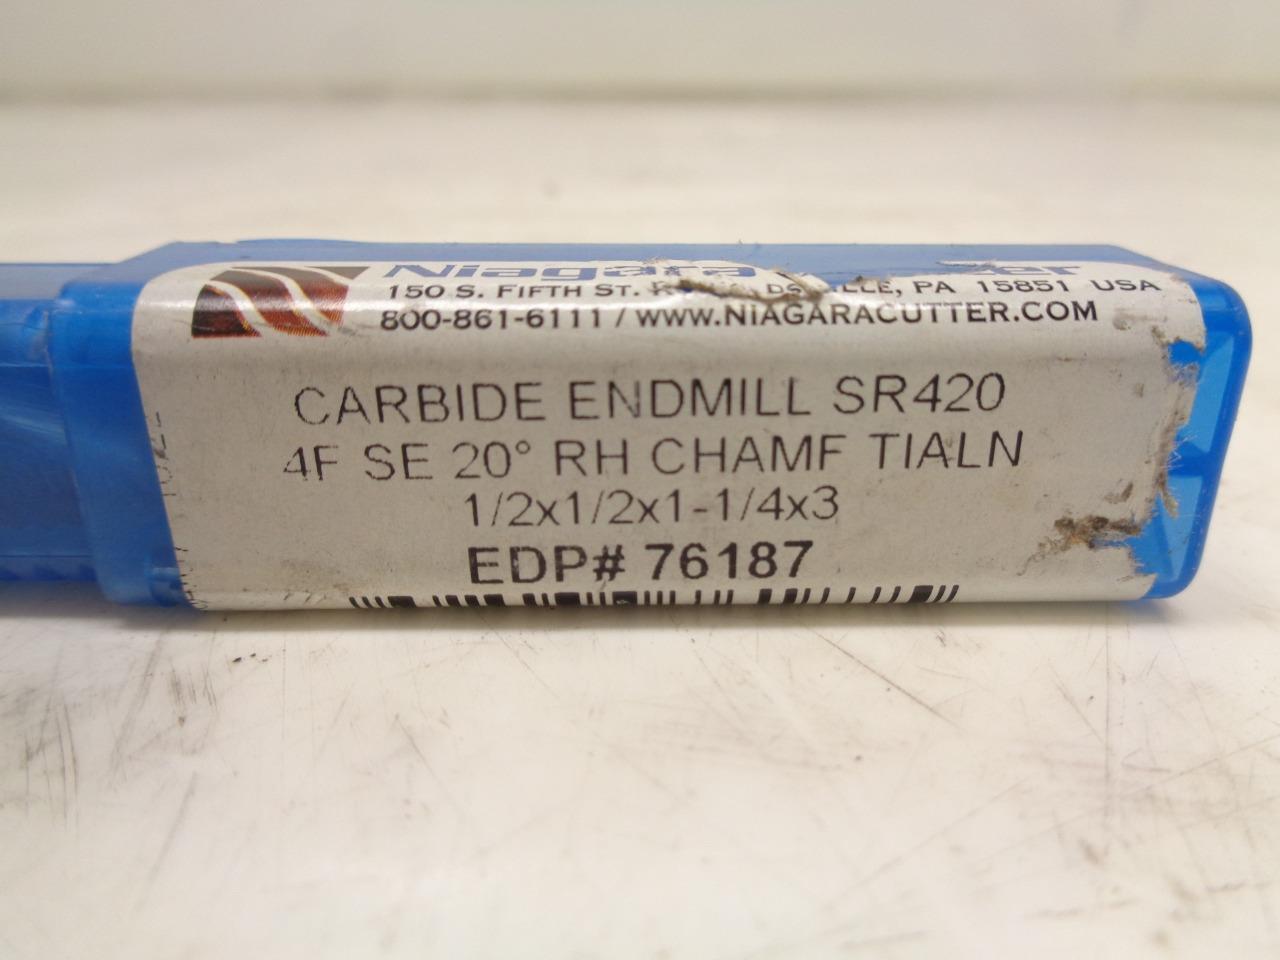 Niagara
150 S. FIFTH ST. PA 15851 USA
800-861-6111 / WWW.NIAGARACUTTER.COM
CARBIDE ENDMILL SR420
4F SE 20° RH CHAMF TIALN
1/2x1/2x1-1/4x3
EDP# 76187